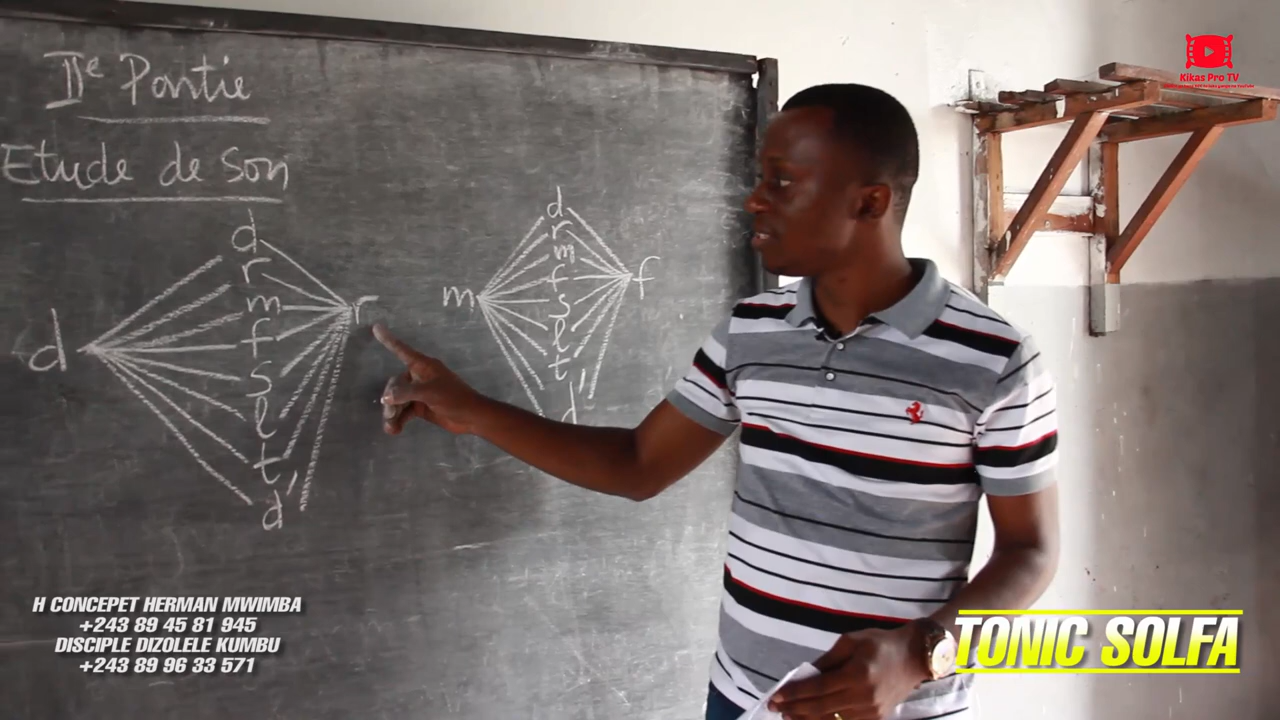 IIe Partie
Etude de Son
d
r
m
f
s
l
t
d'
d
r
d
r
m
f
s
l
t
d'
m
f
Kikas Pro TV
H CONCEPET HERMAN MWIMBA
+243 89 45 81 945
DISCIPLE DIZOLELE KUMBU
+243 89 96 33 571
TONIC SOLFA